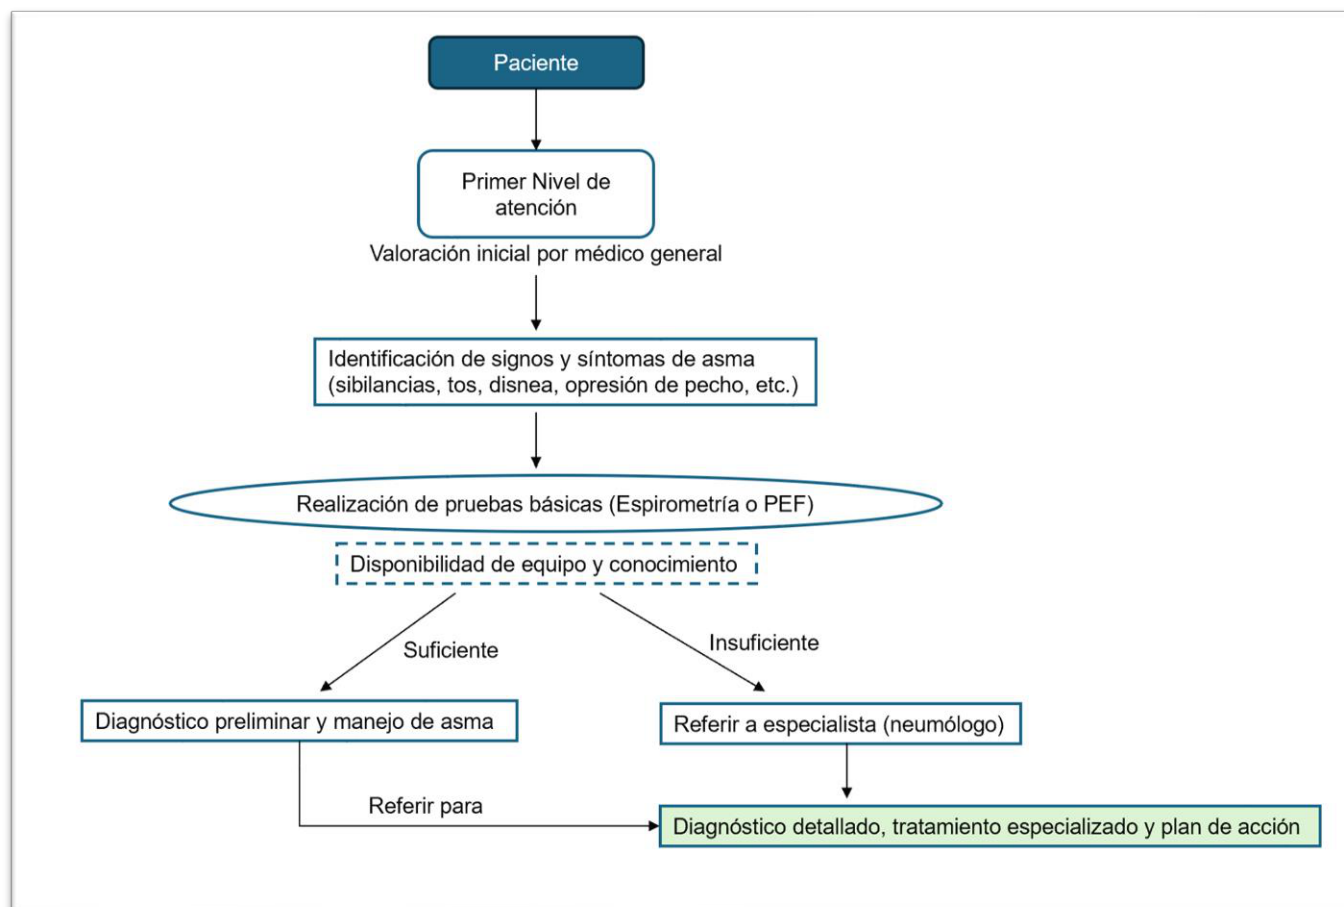 Paciente
Primer Nivel de
atención
Valoración inicial por médico general
Identificación de signos y síntomas de asma
(sibilancias, tos, disnea, opresión de pecho, etc.)
Realización de pruebas básicas (Espirometría o PEF)
Disponibilidad de equipo y conocimiento
Suficiente
Insuficiente
Diagnóstico preliminar y manejo de asma
Referir a especialista (neumólogo)
Referir para
Diagnóstico detallado, tratamiento especializado y plan de acción